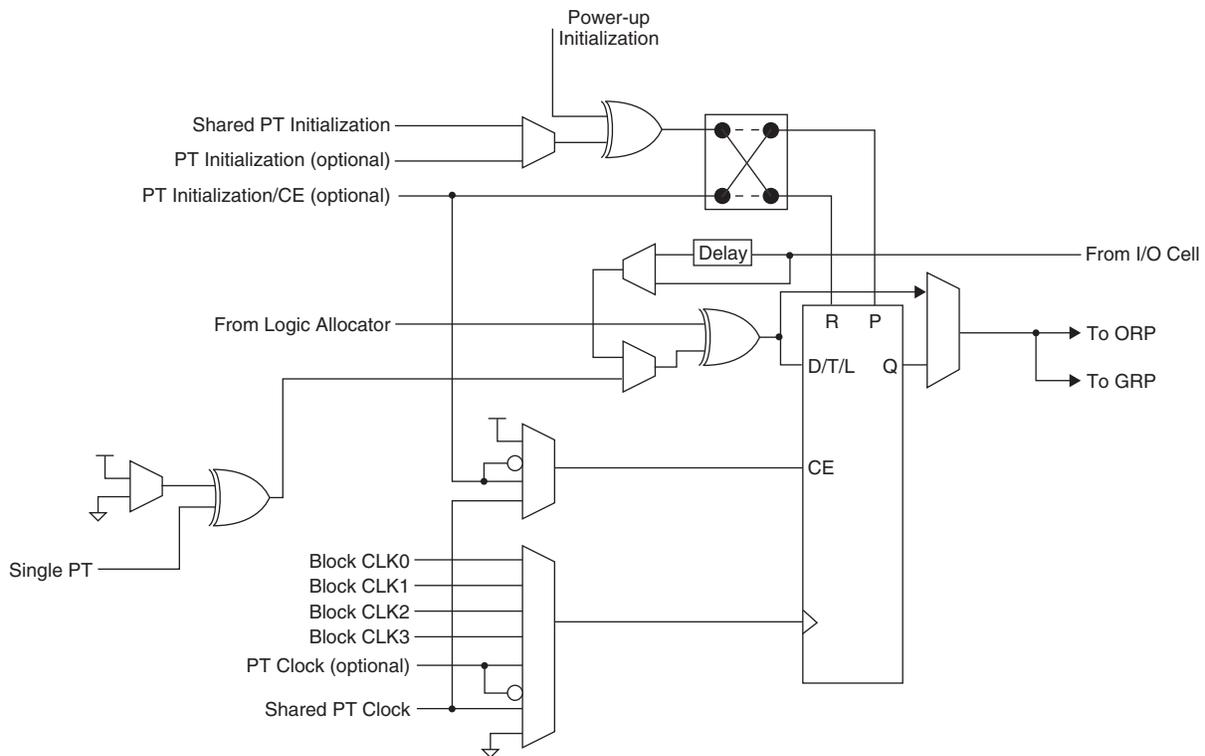 Power-up
Initialization
Shared PT Initialization
PT Initialization (optional)
PT Initialization/CE (optional)
Delay
From I/O Cell
From Logic Allocator
R
P
To ORP
D/T/L
Q
To GRP
CE
Single PT
Block CLK0
Block CLK1
Block CLK2
Block CLK3
PT Clock (optional)
Shared PT Clock